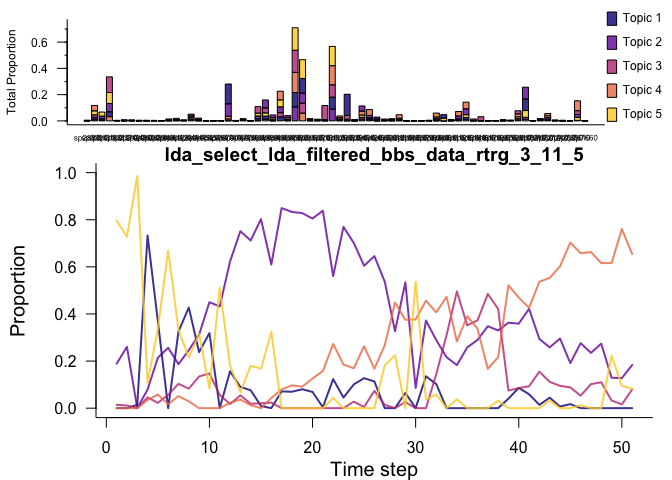 Total Proportion
0.6
0.4
0.2
0.0
Topic 1
Topic 2
Topic 3
Topic 4
Topic 5
lda_select_lda_filtered_bbs_data_rtrg_3_11_5
Proportion
1.0
0.8
0.6
0.4
0.2
0.0
0 10 20 30 40 50
Time step